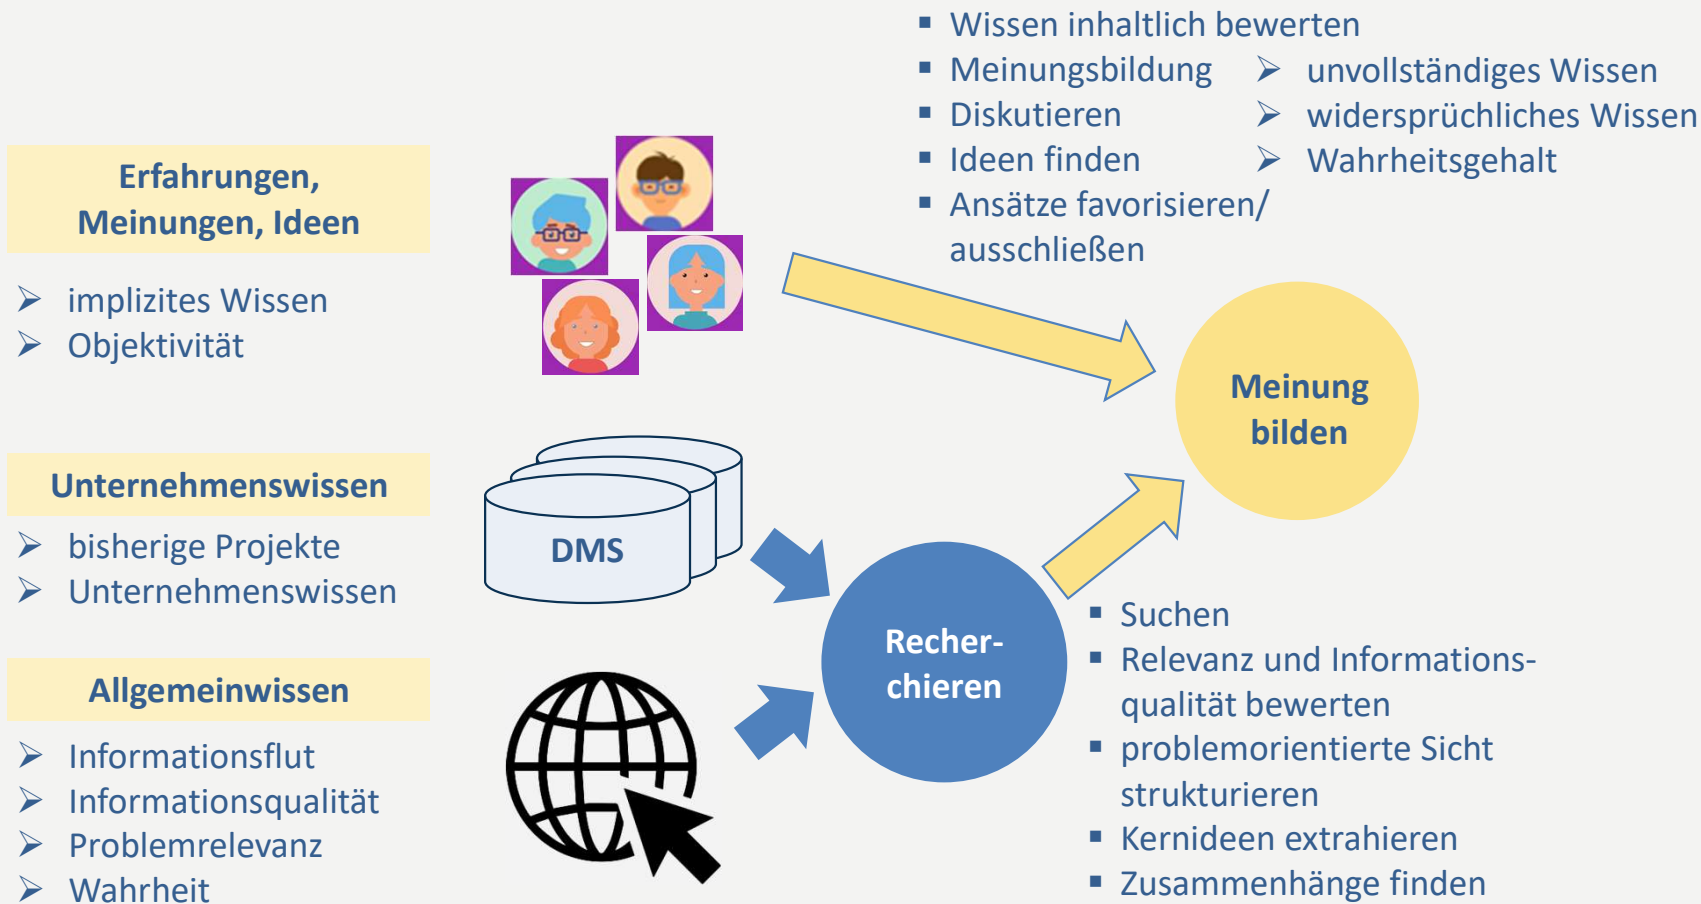 Erfahrungen,
Meinungen, Ideen
➢ implizites Wissen
➢ Objektivität
Unternehmenswissen
➢ bisherige Projekte
➢ Unternehmenswissen
Allgemeinwissen
➢ Informationsflut
➢ Informationsqualität
➢ Problemrelevanz
➢ Wahrheit
DMS
▪ Wissen inhaltlich bewerten
▪ Meinungsbildung
▪ Diskutieren
▪ Ideen finden
▪ Ansätze favorisieren/
ausschließen
➢ unvollständiges Wissen
➢ widersprüchliches Wissen
➢ Wahrheitsgehalt
Meinung
bilden
Recher-
chieren
▪ Suchen
▪ Relevanz und Informations-
qualität bewerten
▪ problemorientierte Sicht
strukturieren
▪ Kernideen extrahieren
▪ Zusammenhänge finden